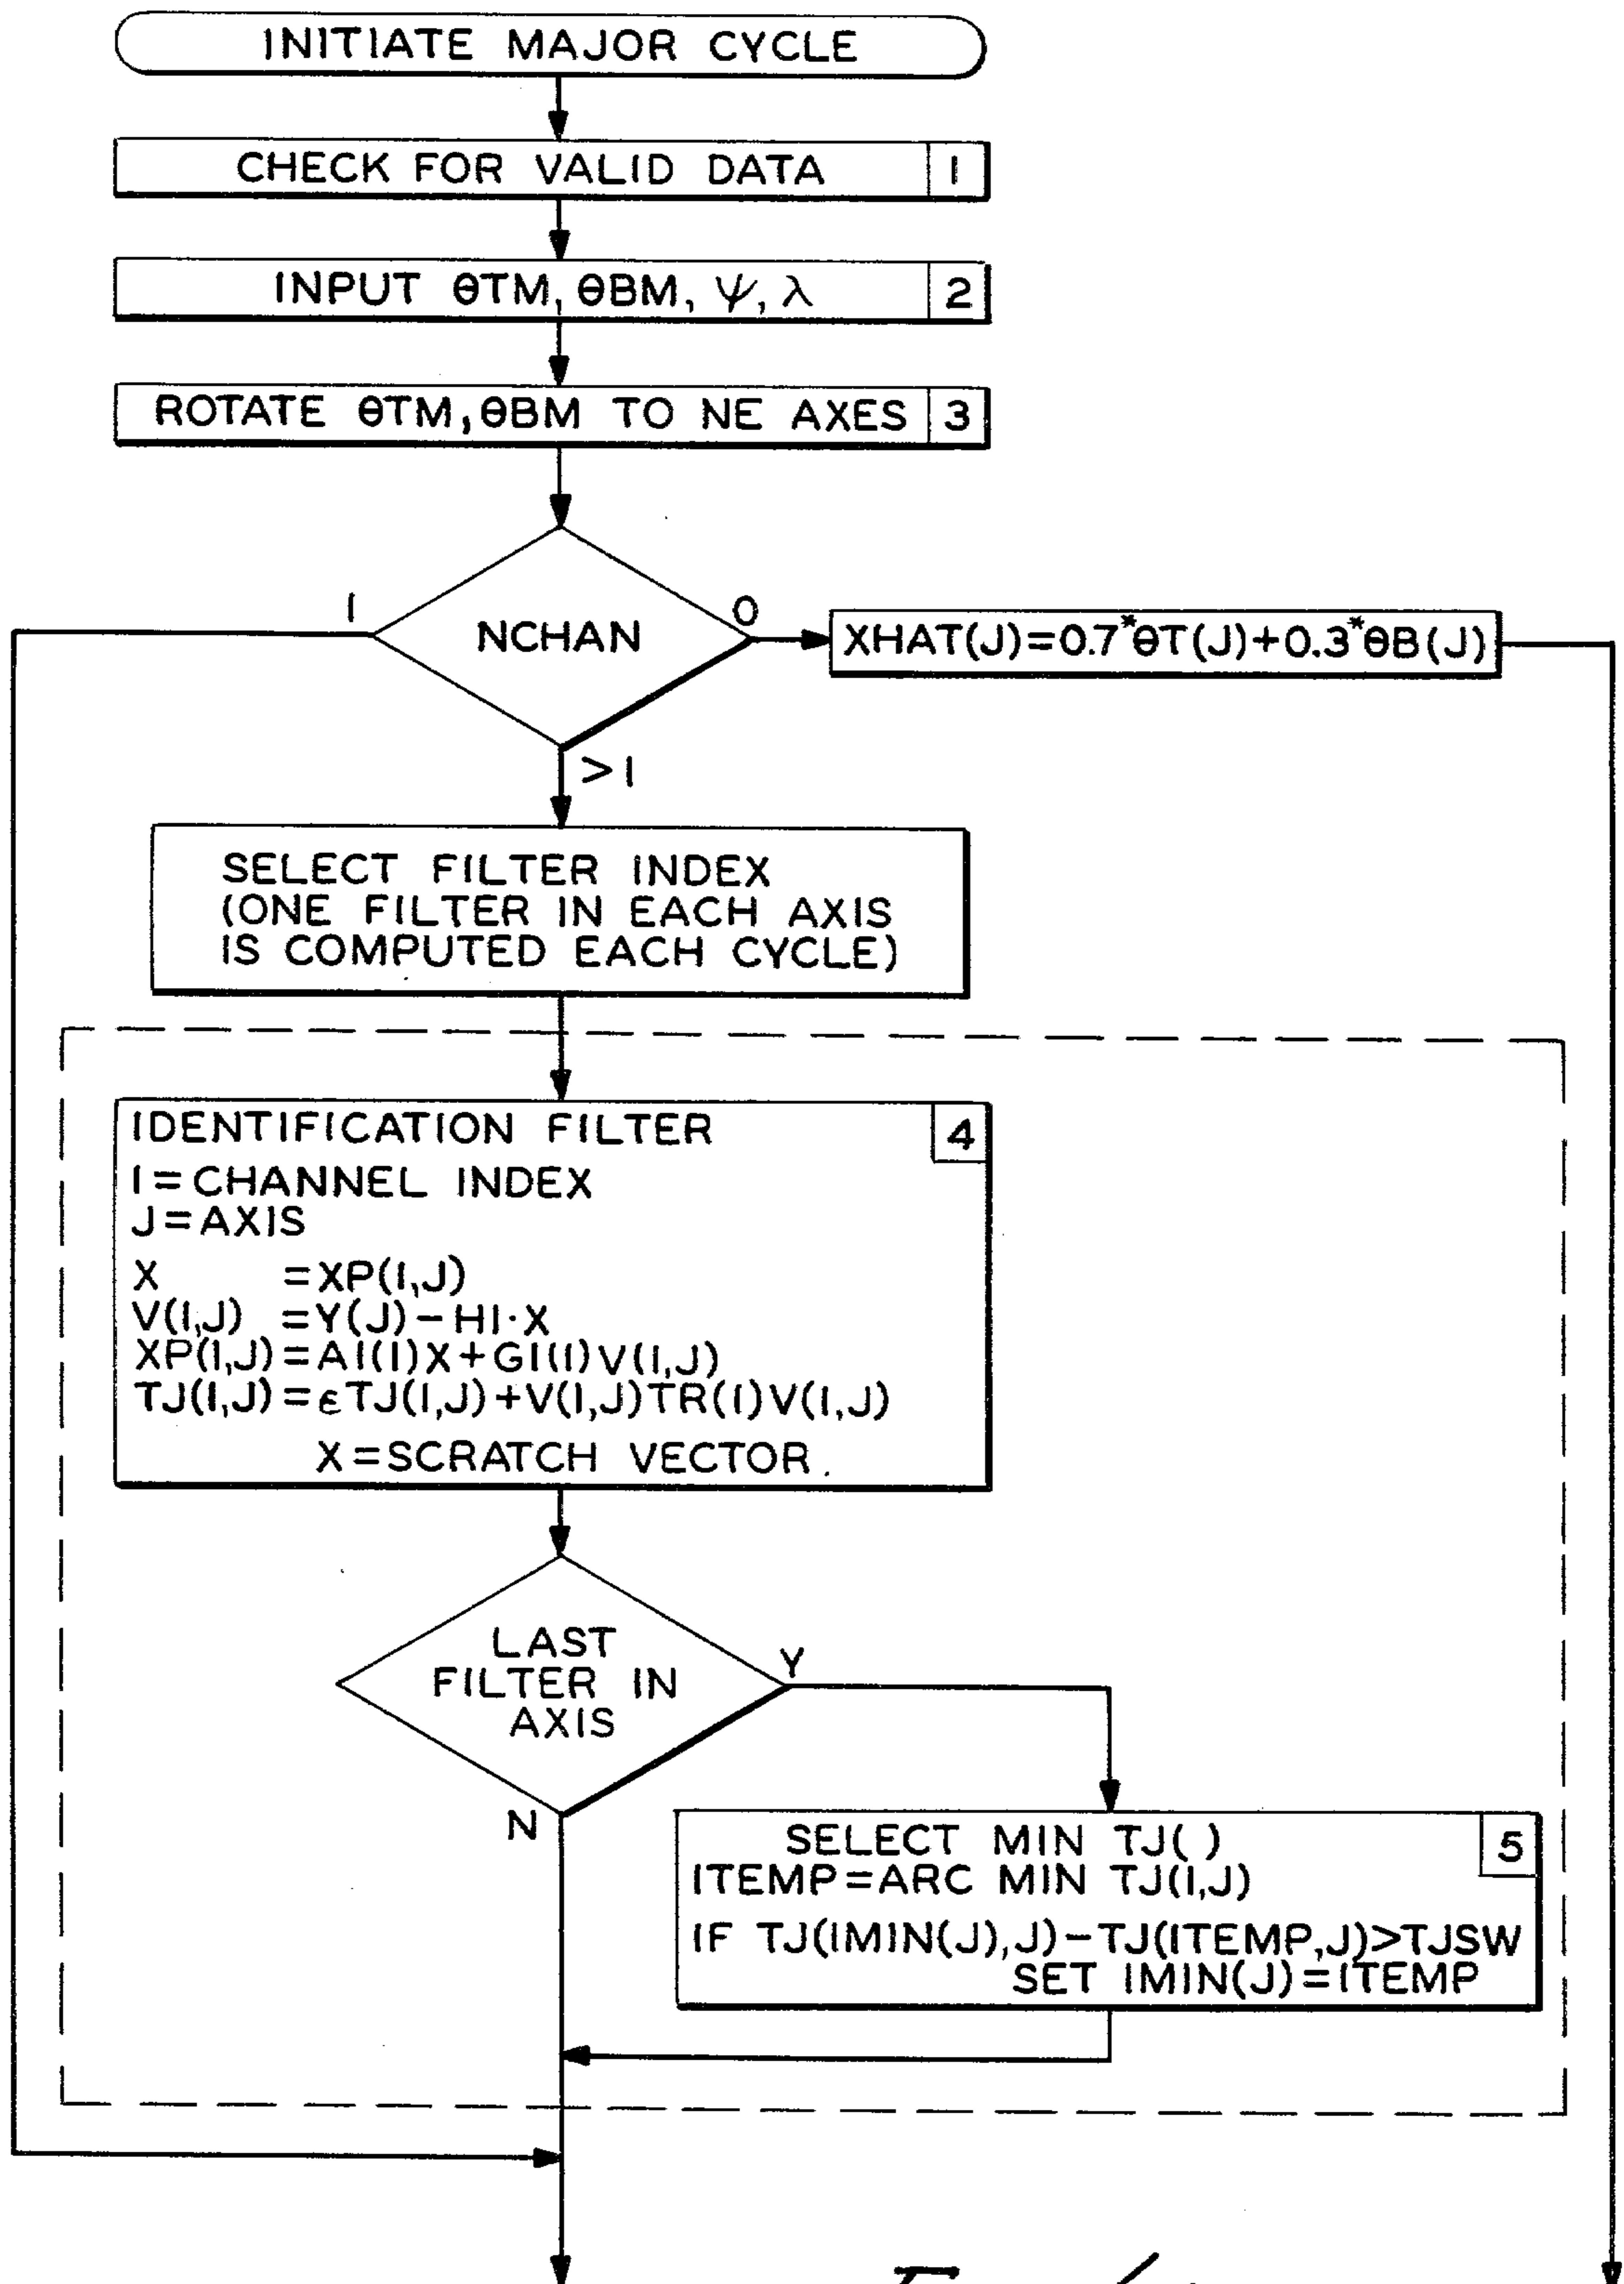 INITIATE MAJOR CYCLE
CHECK FOR VALID DATA 1
INPUT θTM, θBM, ψ, λ 2
ROTATE θTM, θBM TO NE AXES 3
NCHAN
1
0
>1
XHAT(J)=0.7*θT(J)+0.3*θB(J)
SELECT FILTER INDEX
(ONE FILTER IN EACH AXIS
IS COMPUTED EACH CYCLE)
IDENTIFICATION FILTER 4
I=CHANNEL INDEX
J=AXIS
X =XP(I,J)
V(I,J) =Y(J)-HI·X
XP(I,J)=AI(I)X+GI(I)V(I,J)
TJ(I,J)=εTJ(I,J)+V(I,J)TR(I)V(I,J)
X=SCRATCH VECTOR
LAST
FILTER IN
AXIS
Y
N
SELECT MIN TJ( ) 5
ITEMP=ARC MIN TJ(I,J)
IF TJ(IMIN(J),J)-TJ(ITEMP,J)>TJSW
SET IMIN(J)=ITEMP